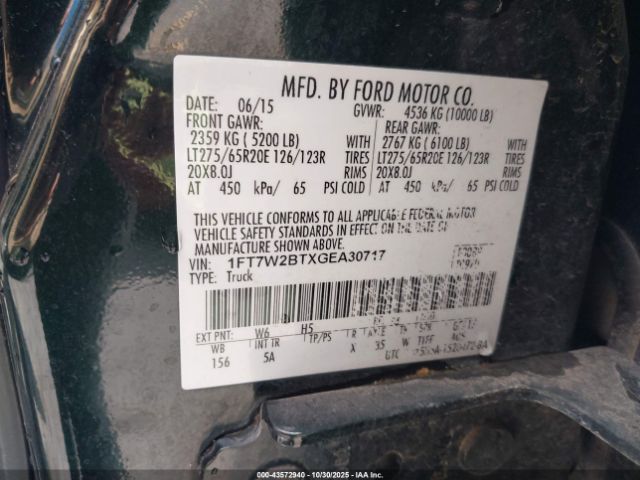 MFD. BY FORD MOTOR CO.
DATE: 06/15 GVWR: 4536 KG (10000 LB)
FRONT GAWR: REAR GAWR:
2359 KG ( 5200 LB) WITH 2767 KG ( 6100 LB) WITH
LT275/65R20E 126/123R TIRES LT275/65R20E 126/123R TIRES
20X8.0J RIMS 20X8.0J RIMS
AT 450 kPa/ 65 PSI COLD AT 450 kPa/ 65 PSI COLD
THIS VEHICLE CONFORMS TO ALL APPLICABLE FEDERAL MOTOR
VEHICLE SAFETY STANDARDS IN EFFECT ON THE DATE OF
MANUFACTURE SHOWN ABOVE.
VIN: 1FT7W2BTXGEA30717
TYPE: Truck
EXT PNT: W6 H5
WB INT TR TP/PS R AXLE TR SPR
156 5A X 35 W
UTC
000-43572940 - 10/30/2025 - IAA Inc.